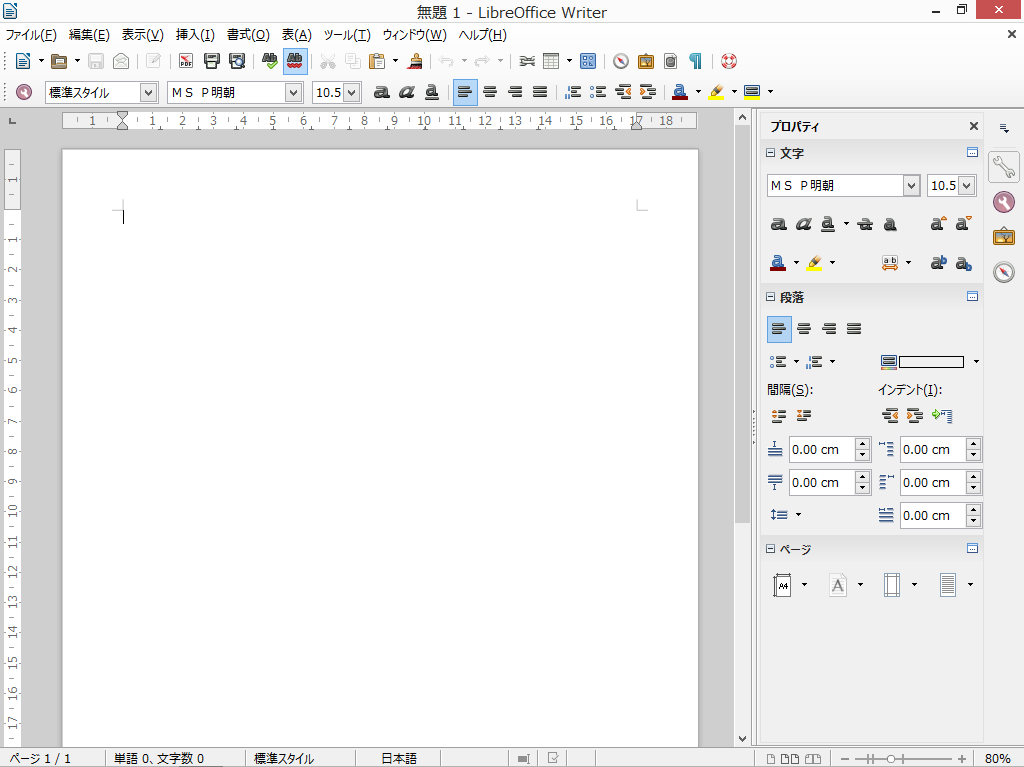 無題 1 - LibreOffice Writer
ファイル(F) 編集(E) 表示(V) 挿入(I) 書式(O) 表(A) ツール(T) ウィンドウ(W) ヘルプ(H)
標準スタイル ＭＳ Ｐ明朝 10.5
1 1 2 3 4 5 6 7 8 9 10 11 12 13 14 15 16 17 18
プロパティ
文字
ＭＳ Ｐ明朝 10.5
段落
間隔(S): インデント(I):
0.00 cm 0.00 cm
0.00 cm 0.00 cm
0.00 cm
ページ
A4
1
1
2
3
4
5
6
7
8
9
10
11
12
13
14
15
16
17
ページ 1 / 1 単語 0、文字数 0 標準スタイル 日本語 80%